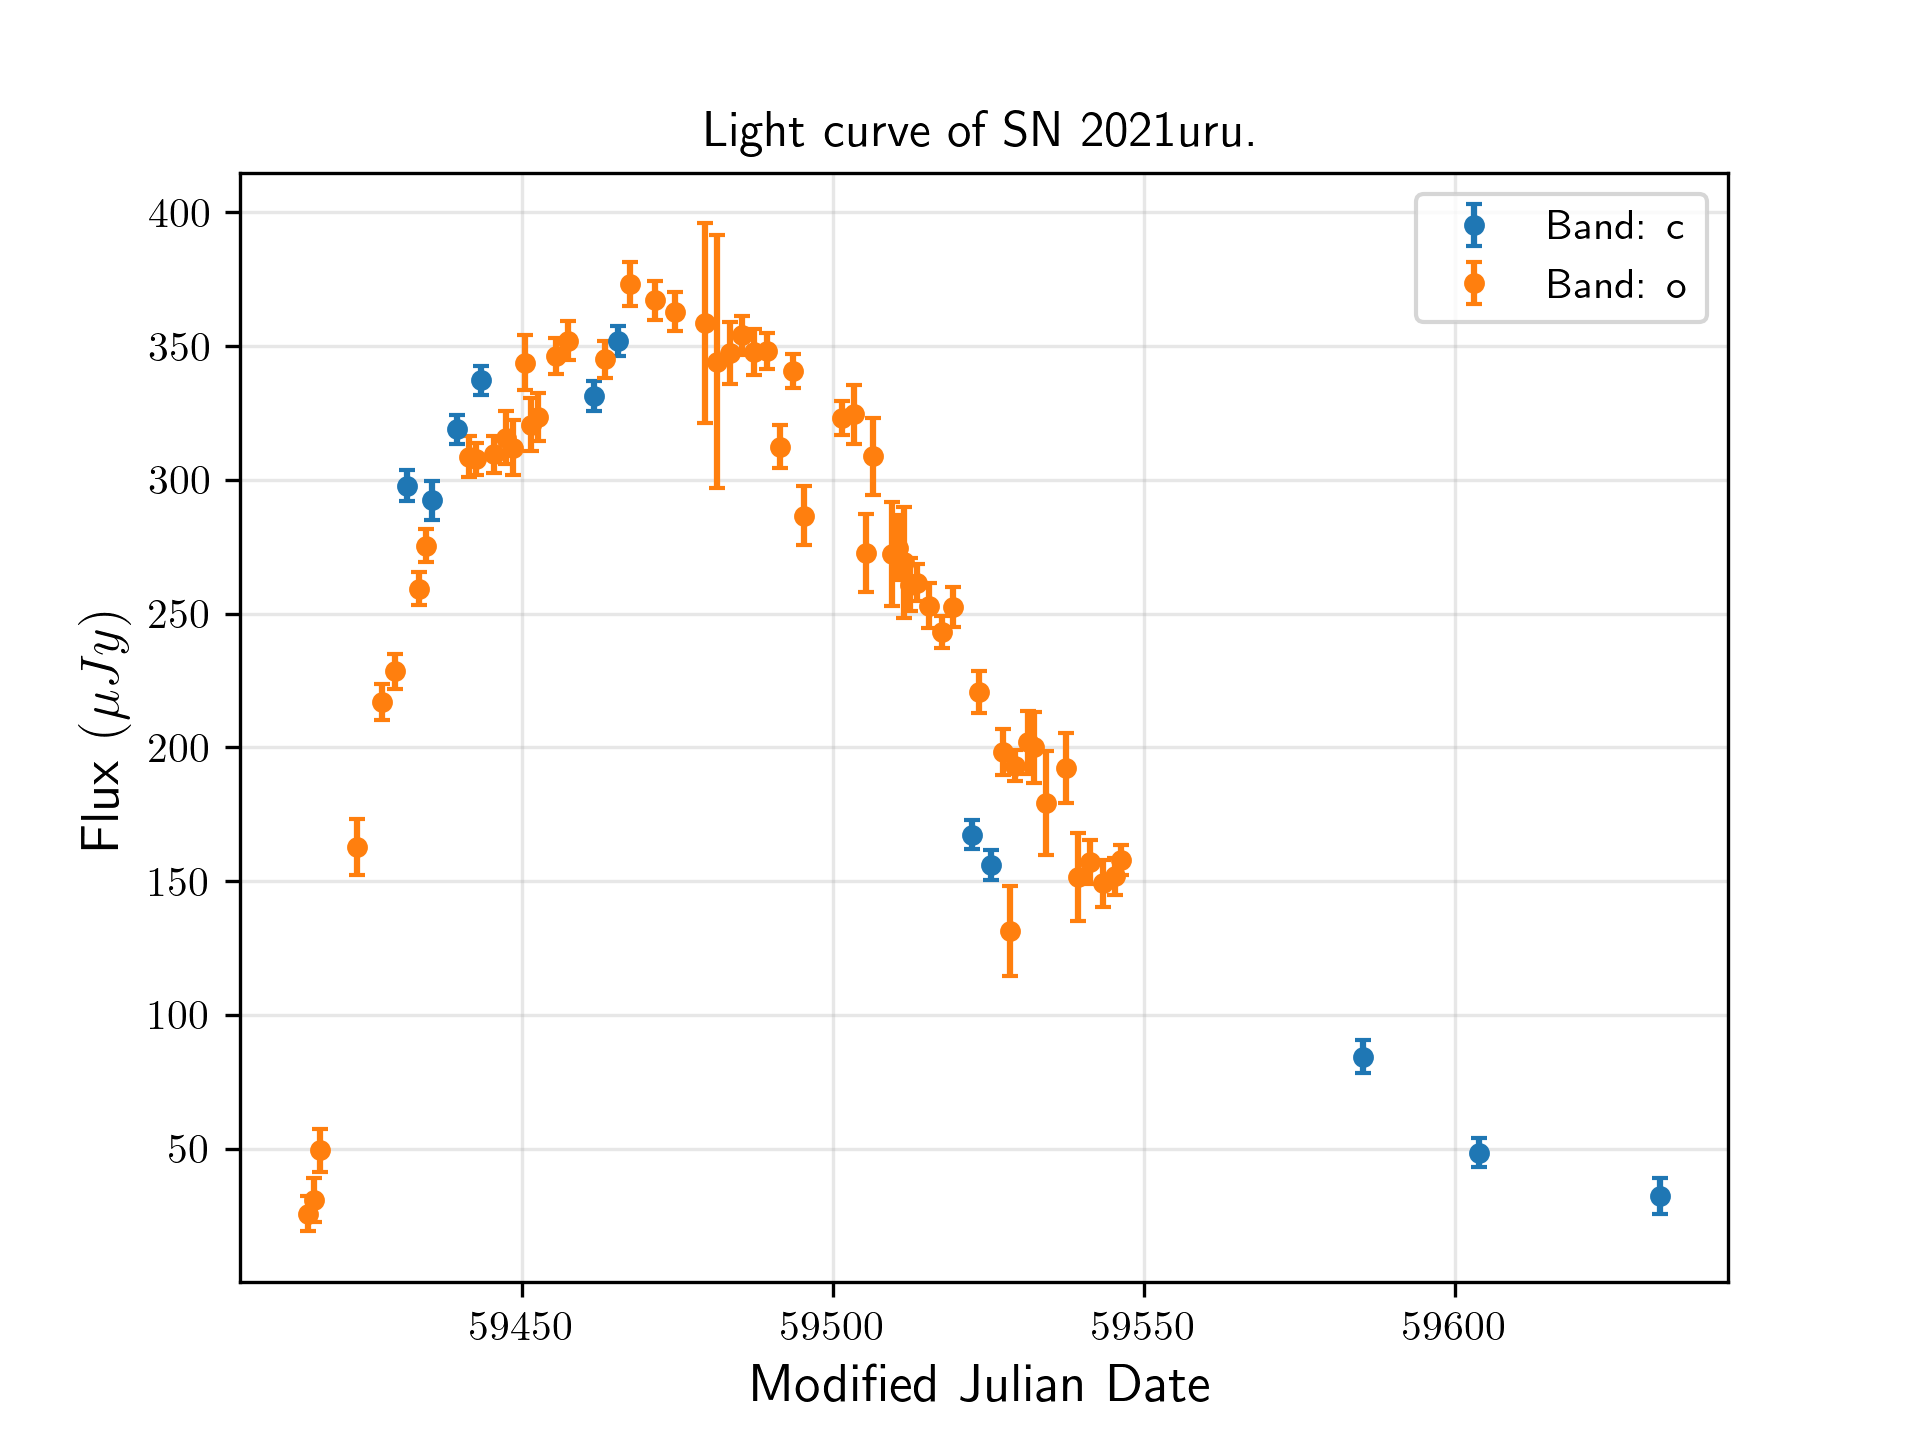 Light curve of SN 2021uru.
Band: c
Band: o
400
350
300
250
200
150
100
50
Flux (μJy)
59450 59500 59550 59600
Modified Julian Date